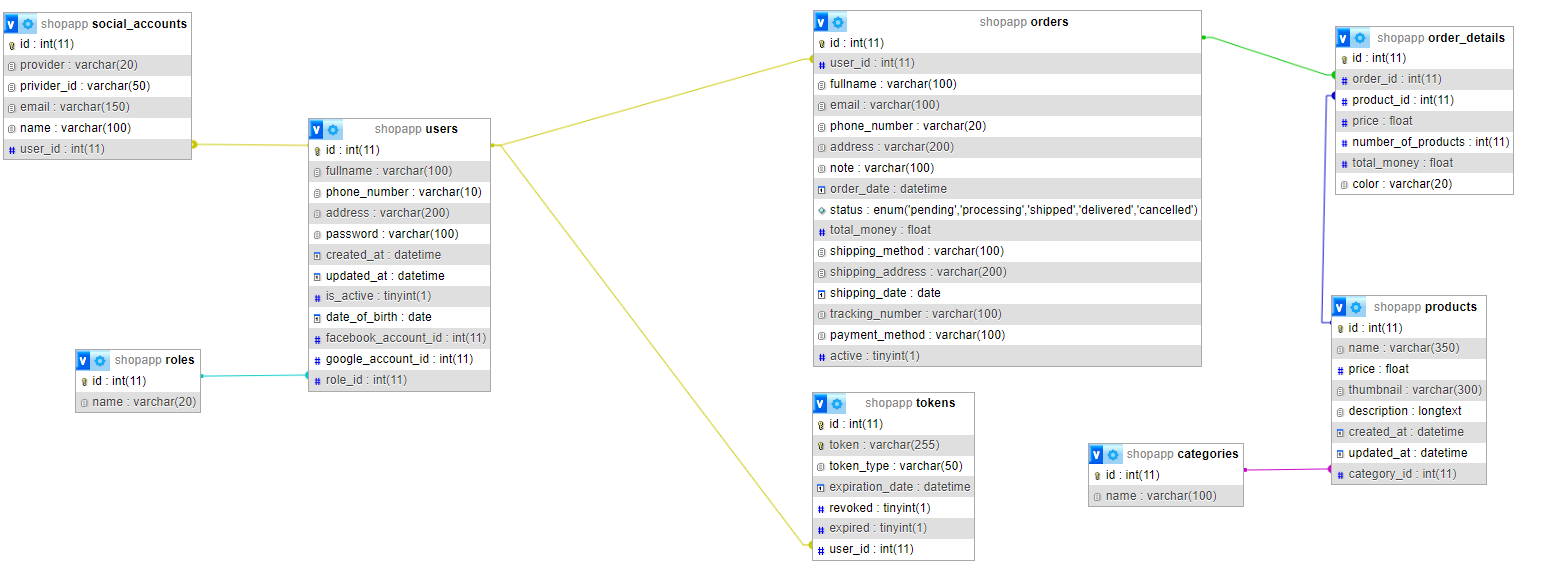 shopapp social_accounts
id : int(11)
provider : varchar(20)
privider_id : varchar(50)
email : varchar(150)
name : varchar(100)
user_id : int(11)
shopapp users
id : int(11)
fullname : varchar(100)
phone_number : varchar(10)
address : varchar(200)
password : varchar(100)
created_at : datetime
updated_at : datetime
is_active : tinyint(1)
date_of_birth : date
facebook_account_id : int(11)
google_account_id : int(11)
role_id : int(11)
shopapp roles
id : int(11)
name : varchar(20)
shopapp orders
id : int(11)
user_id : int(11)
fullname : varchar(100)
email : varchar(100)
phone_number : varchar(20)
address : varchar(200)
note : varchar(100)
order_date : datetime
status : enum('pending','processing','shipped','delivered','cancelled')
total_money : float
shipping_method : varchar(100)
shipping_address : varchar(200)
shipping_date : date
tracking_number : varchar(100)
payment_method : varchar(100)
active : tinyint(1)
shopapp tokens
id : int(11)
token : varchar(255)
token_type : varchar(50)
expiration_date : datetime
revoked : tinyint(1)
expired : tinyint(1)
user_id : int(11)
shopapp categories
id : int(11)
name : varchar(100)
shopapp order_details
id : int(11)
order_id : int(11)
product_id : int(11)
price : float
number_of_products : int(11)
total_money : float
color : varchar(20)
shopapp products
id : int(11)
name : varchar(350)
price : float
thumbnail : varchar(300)
description : longtext
created_at : datetime
updated_at : datetime
category_id : int(11)